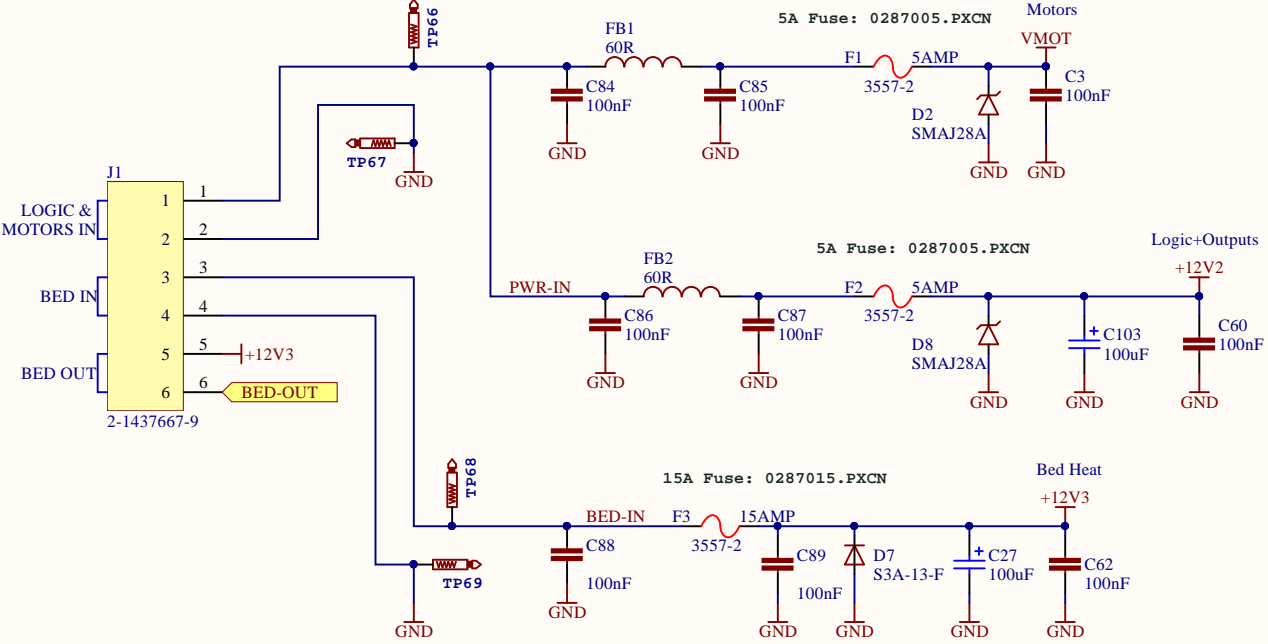 TP66
5A Fuse: 0287005.PXCN
Motors
VMOT
FB1
60R
F1
5AMP
3557-2
C84
100nF
GND
C85
100nF
GND
D2
SMAJ28A
GND
C3
100nF
GND
TP67
GND
J1
LOGIC &
MOTORS IN
BED IN
BED OUT
1
2
3
4
5
6
1
2
3
4
5
6
+12V3
BED-OUT
2-1437667-9
5A Fuse: 0287005.PXCN
Logic+Outputs
+12V2
PWR-IN
FB2
60R
F2
5AMP
3557-2
C86
100nF
GND
C87
100nF
GND
D8
SMAJ28A
GND
+
C103
100uF
GND
C60
100nF
GND
TP68
15A Fuse: 0287015.PXCN
Bed Heat
+12V3
BED-IN
F3
15AMP
3557-2
C88
100nF
GND
C89
100nF
GND
D7
S3A-13-F
GND
+
C27
100uF
GND
C62
100nF
GND
TP69
GND